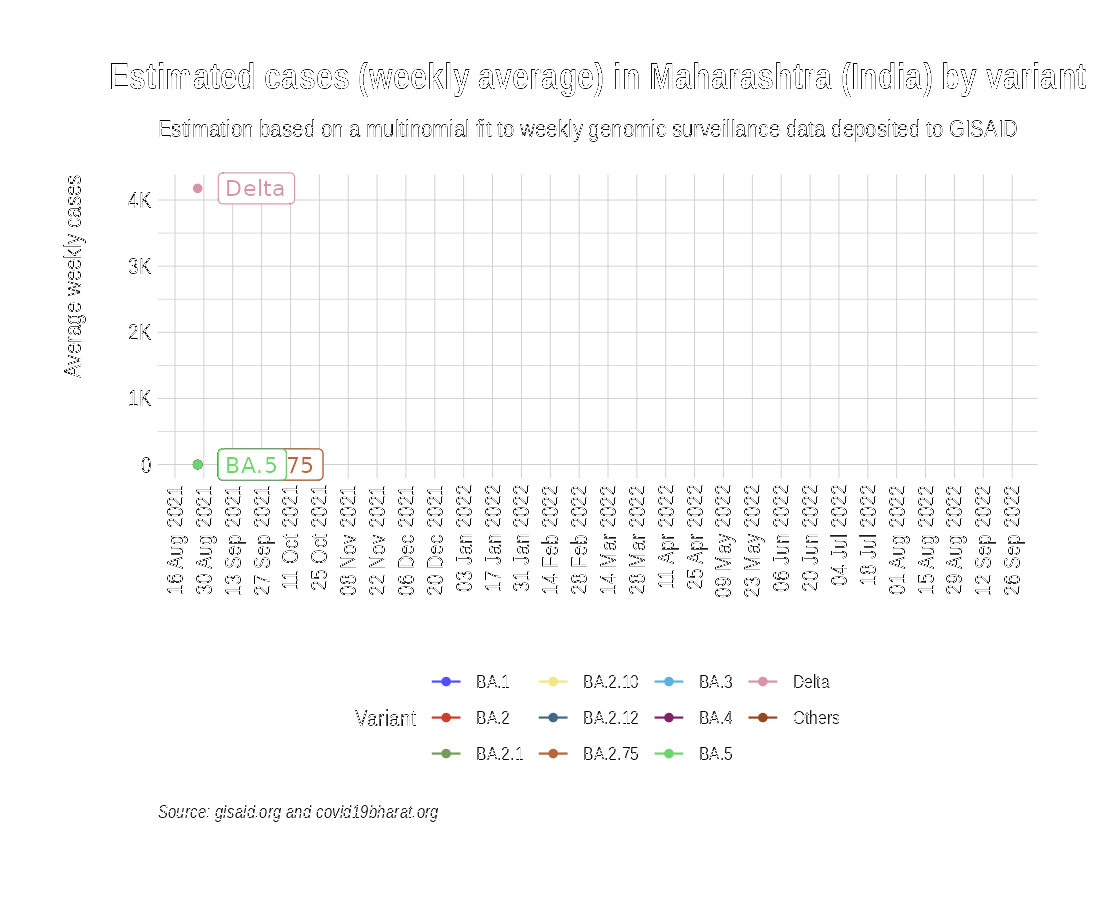 Estimated cases (weekly average) in Maharashtra (India) by variant
Estimation based on a multinomial fit to weekly genomic surveillance data deposited to GISAID
Average weekly cases
4K
3K
2K
1K
0
Delta
BA.5
75
16 Aug 2021
30 Aug 2021
13 Sep 2021
27 Sep 2021
11 Oct 2021
25 Oct 2021
08 Nov 2021
22 Nov 2021
06 Dec 2021
20 Dec 2021
03 Jan 2022
17 Jan 2022
31 Jan 2022
14 Feb 2022
28 Feb 2022
14 Mar 2022
28 Mar 2022
11 Apr 2022
25 Apr 2022
09 May 2022
23 May 2022
06 Jun 2022
20 Jun 2022
04 Jul 2022
18 Jul 2022
01 Aug 2022
15 Aug 2022
29 Aug 2022
12 Sep 2022
26 Sep 2022
Variant
BA.1
BA.2
BA.2.1
BA.2.10
BA.2.12
BA.2.75
BA.3
BA.4
BA.5
Delta
Others
Source: gisaid.org and covid19bharat.org